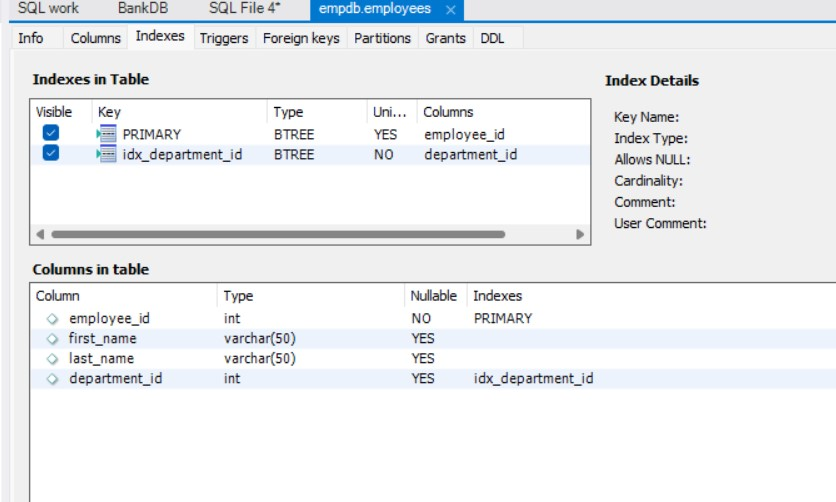 SQL work BankDB SQL File 4* empdb.employees ×
Info Columns Indexes Triggers Foreign keys Partitions Grants DDL
Indexes in Table
Visible Key Type Uni... Columns
PRIMARY BTREE YES employee_id
idx_department_id BTREE NO department_id
Index Details
Key Name:
Index Type:
Allows NULL:
Cardinality:
Comment:
User Comment:
Columns in table
Column Type Nullable Indexes
employee_id int NO PRIMARY
first_name varchar(50) YES
last_name varchar(50) YES
department_id int YES idx_department_id